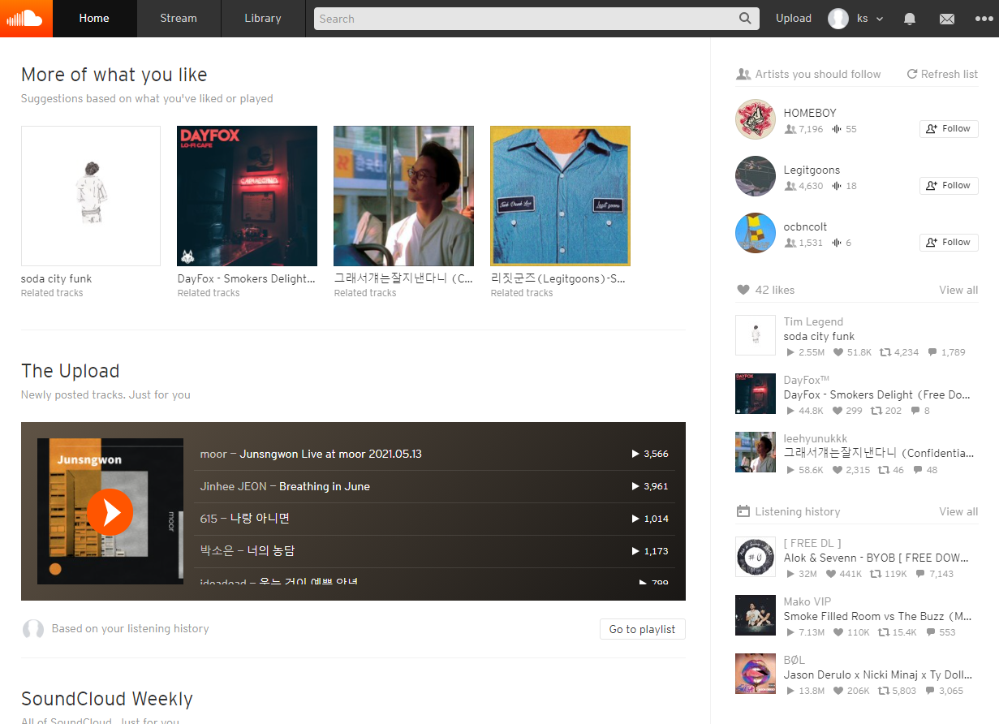 Home
Stream
Library
Search
Upload
ks
More of what you like
Suggestions based on what you've liked or played
DAYFOX
LO-FI CAFE
soda city funk
Related tracks
DayFox - Smokers Delight...
Related tracks
그래서걔는잘지낸다니 (C...
Related tracks
리짓군즈(Legitgoons)-S...
Related tracks
The Upload
Newly posted tracks. Just for you
Junsngwon
moor
moor – Junsngwon Live at moor 2021.05.13
3,566
Jinhee JEON – Breathing in June
3,961
615 – 나랑 아니면
1,014
박소은 – 너의 농담
1,173
799
Based on your listening history
Go to playlist
SoundCloud Weekly
All of SoundCloud. Just for you
Artists you should follow
Refresh list
HOMEBOY
7,196 55
Follow
Legitgoons
4,630 18
Follow
ocbncolt
1,531 6
Follow
42 likes
View all
Tim Legend
soda city funk
2.55M 51.8K 4,234 1,789
DayFox™
DayFox - Smokers Delight (Free Do...
44.8K 299 202 8
leehyunukkk
그래서걔는잘지낸다니 (Confidentia...
58.6K 2,315 46 48
Listening history
View all
[ FREE DL ]
Alok & Sevenn - BYOB [ FREE DOW...
32M 441K 119K 7,143
Mako VIP
Smoke Filled Room vs The Buzz (M...
7.13M 110K 15.4K 553
BØL
Jason Derulo x Nicki Minaj x Ty Doll...
13.8M 206K 5,803 3,065